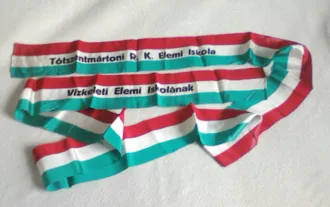 Tótszentmártoni R. K. Elemi Iskola
Vízkeleti Elemi Iskolának